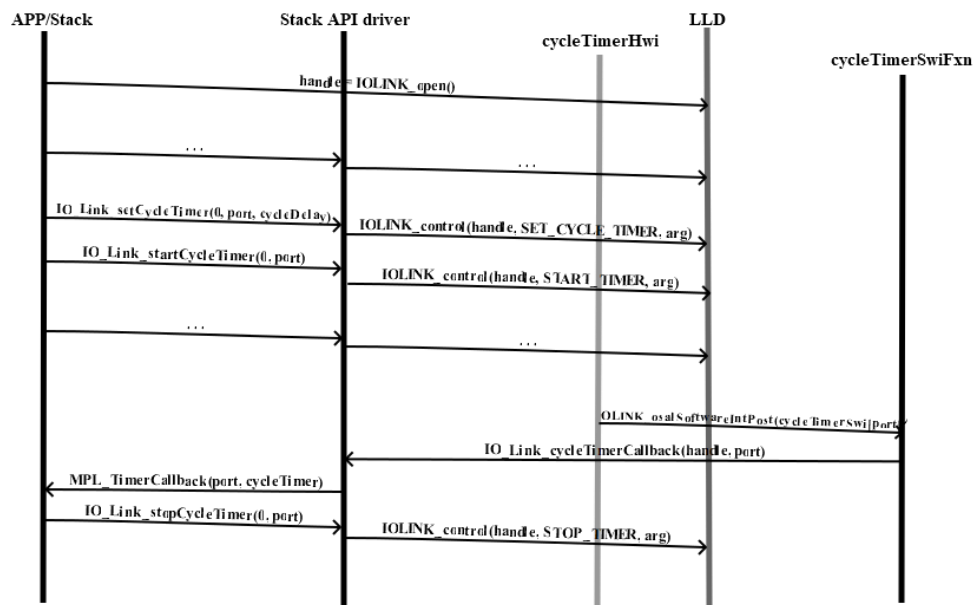 APP/Stack
Stack API driver
LLD
cycleTimerHwi
cycleTimerSwiFxn
handle = IOLINK_open()
...
...
IO_Link_setCycleTimer(0, port, cycleDelay)
IOLINK_control(handle, SET_CYCLE_TIMER, arg)
IO_Link_startCycleTimer(0, port)
IOLINK_control(handle, START_TIMER, arg)
...
...
OLINK_osalSoftwareIntPost(cycleTimerSwi[port]
IO_Link_cycleTimerCallback(handle, port)
MPL_TimerCallback(port, cycleTimer)
IO_Link_stopCycleTimer(0, port)
IOLINK_control(handle, STOP_TIMER, arg)